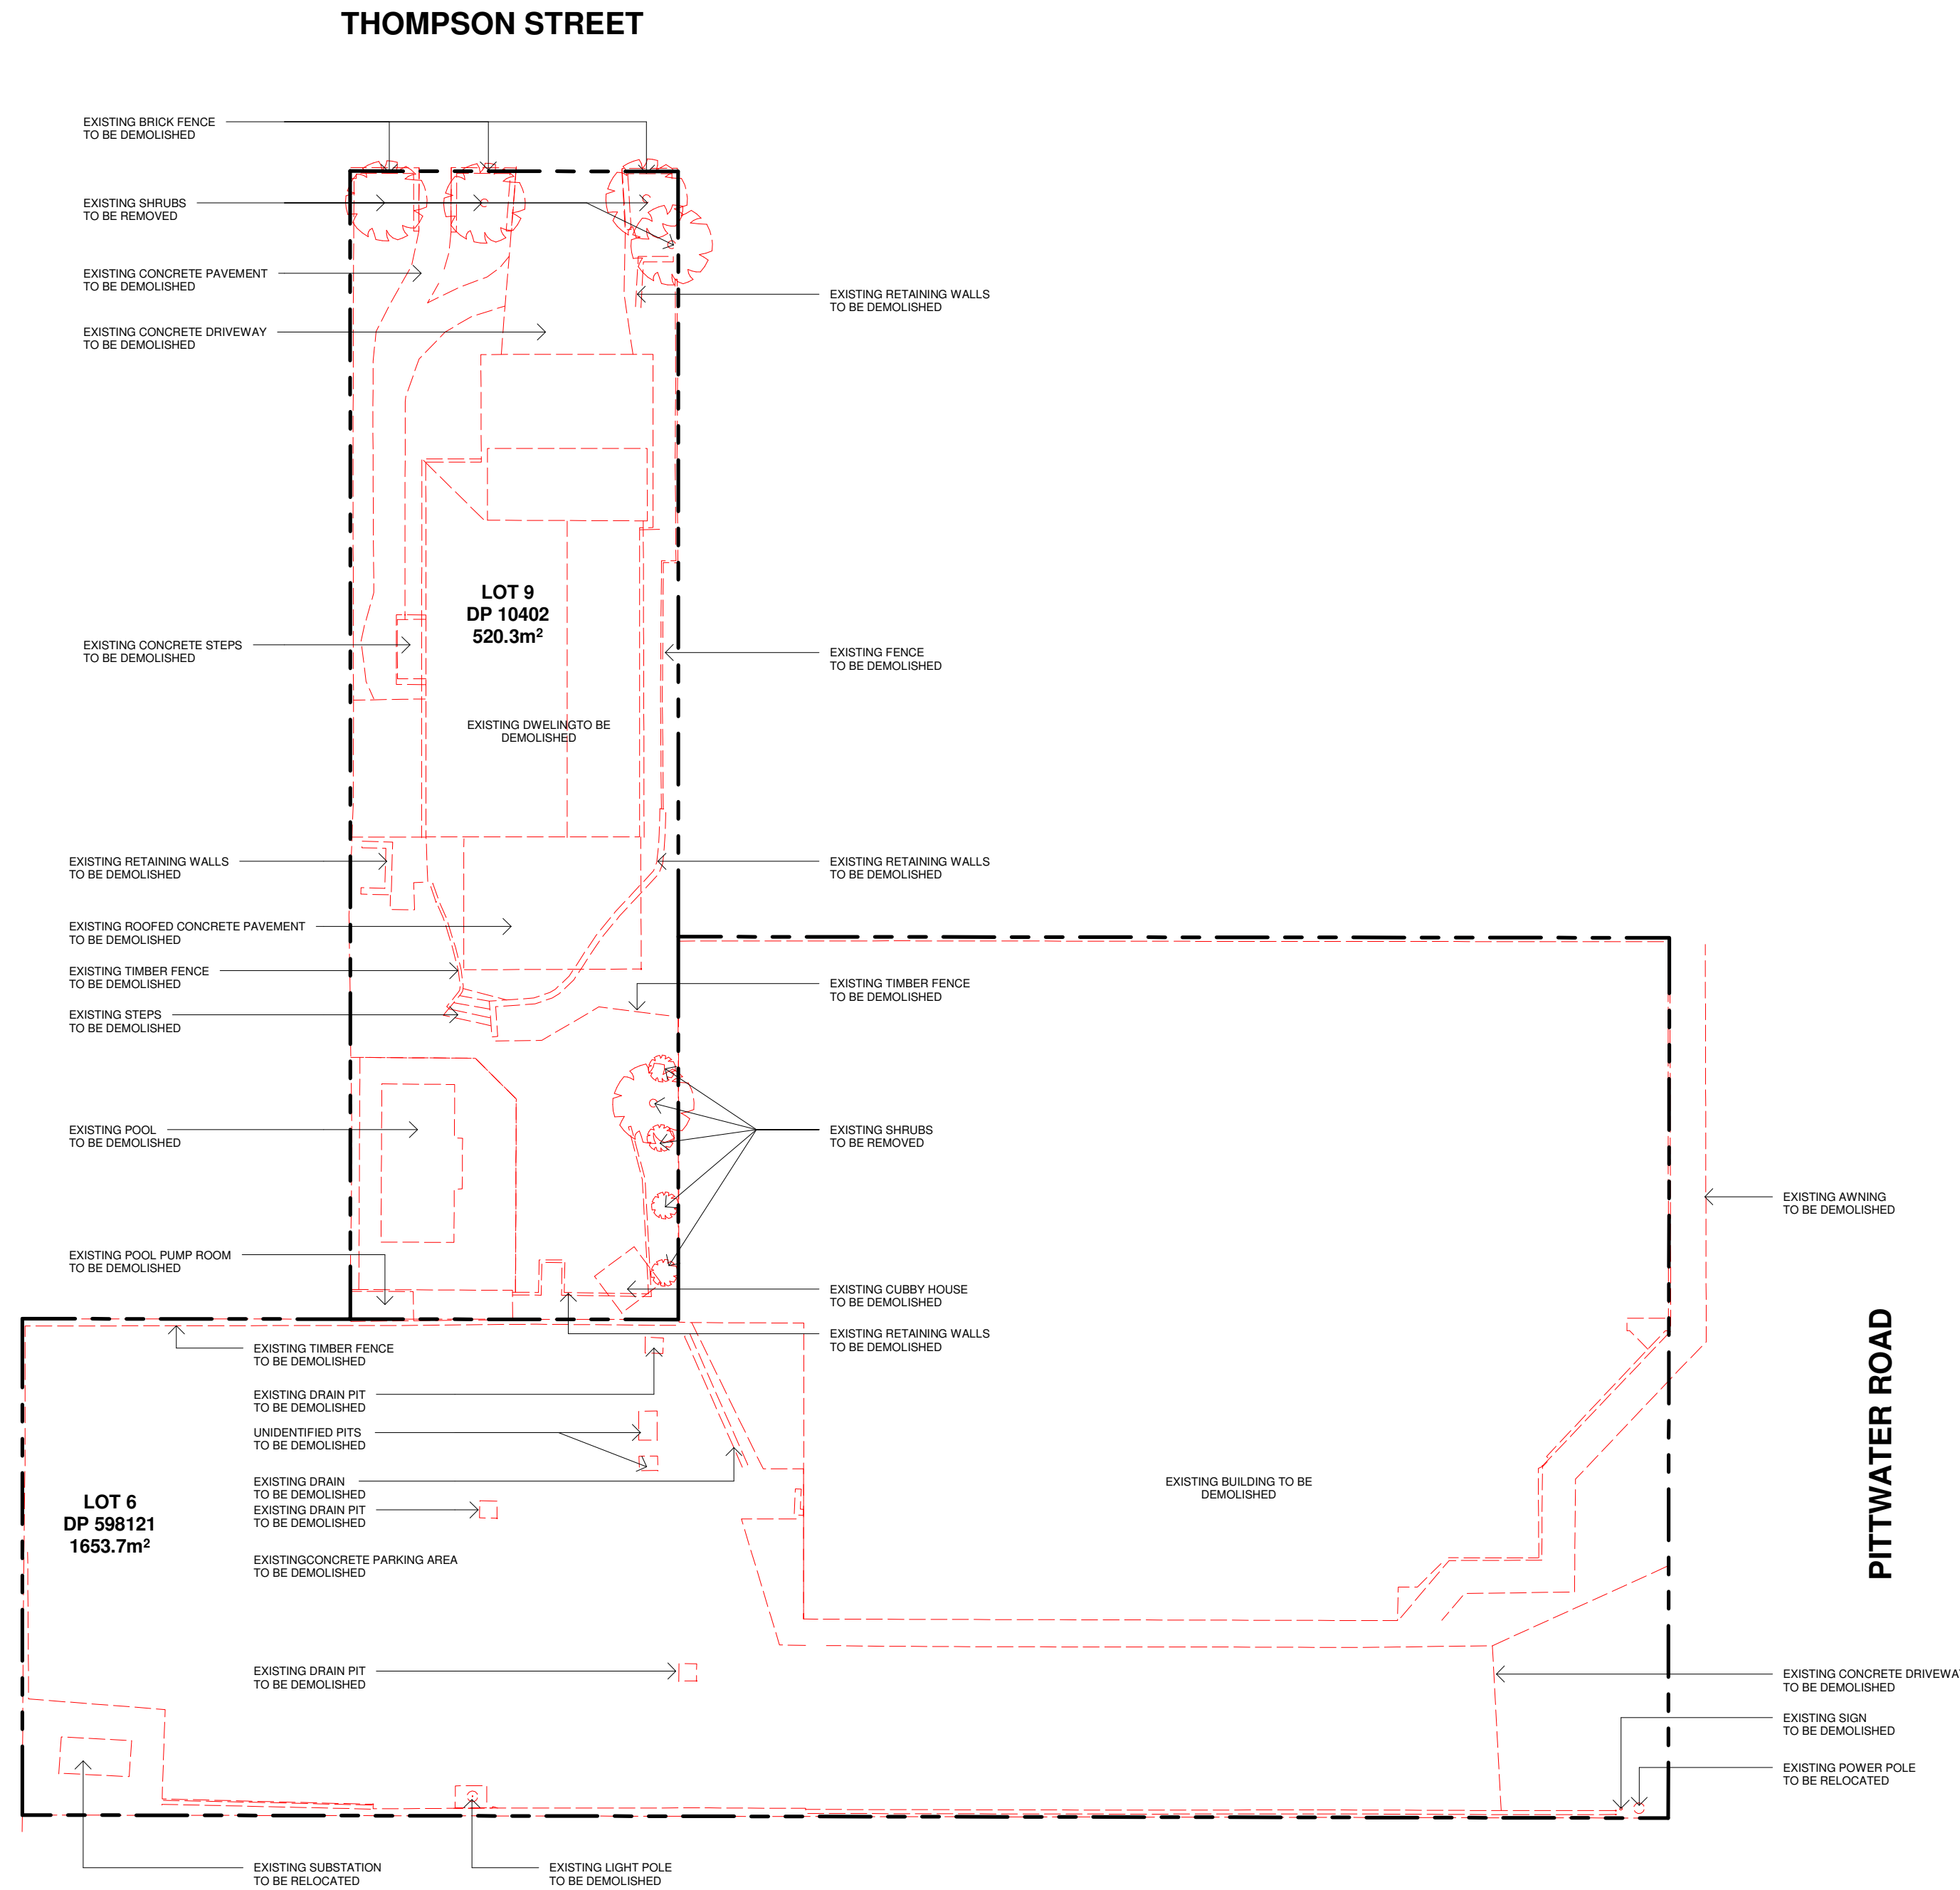 THOMPSON STREET
EXISTING BRICK FENCE
TO BE DEMOLISHED
EXISTING SHRUBS
TO BE REMOVED
EXISTING CONCRETE PAVEMENT
TO BE DEMOLISHED
EXISTING RETAINING WALLS
TO BE DEMOLISHED
EXISTING CONCRETE DRIVEWAY
TO BE DEMOLISHED
LOT 9
DP 10402
520.3m²
EXISTING CONCRETE STEPS
TO BE DEMOLISHED
EXISTING FENCE
TO BE DEMOLISHED
EXISTING DWELINGTO BE
DEMOLISHED
EXISTING RETAINING WALLS
TO BE DEMOLISHED
EXISTING RETAINING WALLS
TO BE DEMOLISHED
EXISTING ROOFED CONCRETE PAVEMENT
TO BE DEMOLISHED
EXISTING TIMBER FENCE
TO BE DEMOLISHED
EXISTING TIMBER FENCE
TO BE DEMOLISHED
EXISTING STEPS
TO BE DEMOLISHED
EXISTING POOL
TO BE DEMOLISHED
EXISTING SHRUBS
TO BE REMOVED
EXISTING AWNING
TO BE DEMOLISHED
EXISTING POOL PUMP ROOM
TO BE DEMOLISHED
EXISTING CUBBY HOUSE
TO BE DEMOLISHED
EXISTING RETAINING WALLS
TO BE DEMOLISHED
PITTWATER ROAD
EXISTING TIMBER FENCE
TO BE DEMOLISHED
EXISTING DRAIN PIT
TO BE DEMOLISHED
UNIDENTIFIED PITS
TO BE DEMOLISHED
EXISTING DRAIN
TO BE DEMOLISHED
EXISTING DRAIN PIT
TO BE DEMOLISHED
EXISTING BUILDING TO BE
DEMOLISHED
LOT 6
DP 598121
1653.7m²
EXISTINGCONCRETE PARKING AREA
TO BE DEMOLISHED
EXISTING DRAIN PIT
TO BE DEMOLISHED
EXISTING CONCRETE DRIVEWA
TO BE DEMOLISHED
EXISTING SIGN
TO BE DEMOLISHED
EXISTING POWER POLE
TO BE RELOCATED
EXISTING SUBSTATION
TO BE RELOCATED
EXISTING LIGHT POLE
TO BE DEMOLISHED